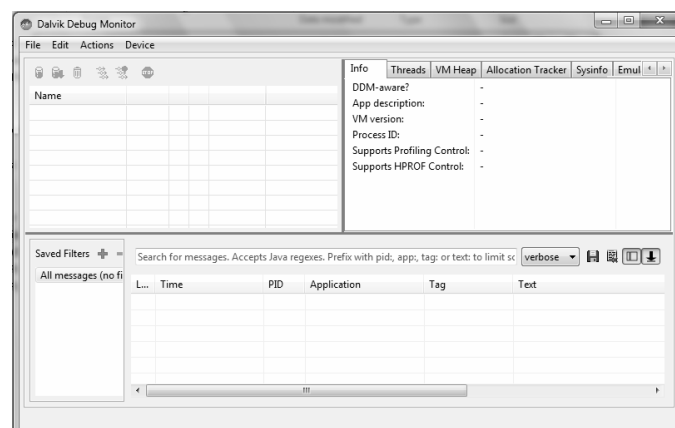 Dalvik Debug Monitor
File Edit Actions Device
Info Threads VM Heap Allocation Tracker Sysinfo Emul
Name
DDM-aware? -
App description: -
VM version: -
Process ID: -
Supports Profiling Control: -
Supports HPROF Control: -
Saved Filters
Search for messages. Accepts Java regexes. Prefix with pid:, app:, tag: or text: to limit sc verbose
All messages (no fi
L... Time PID Application Tag Text